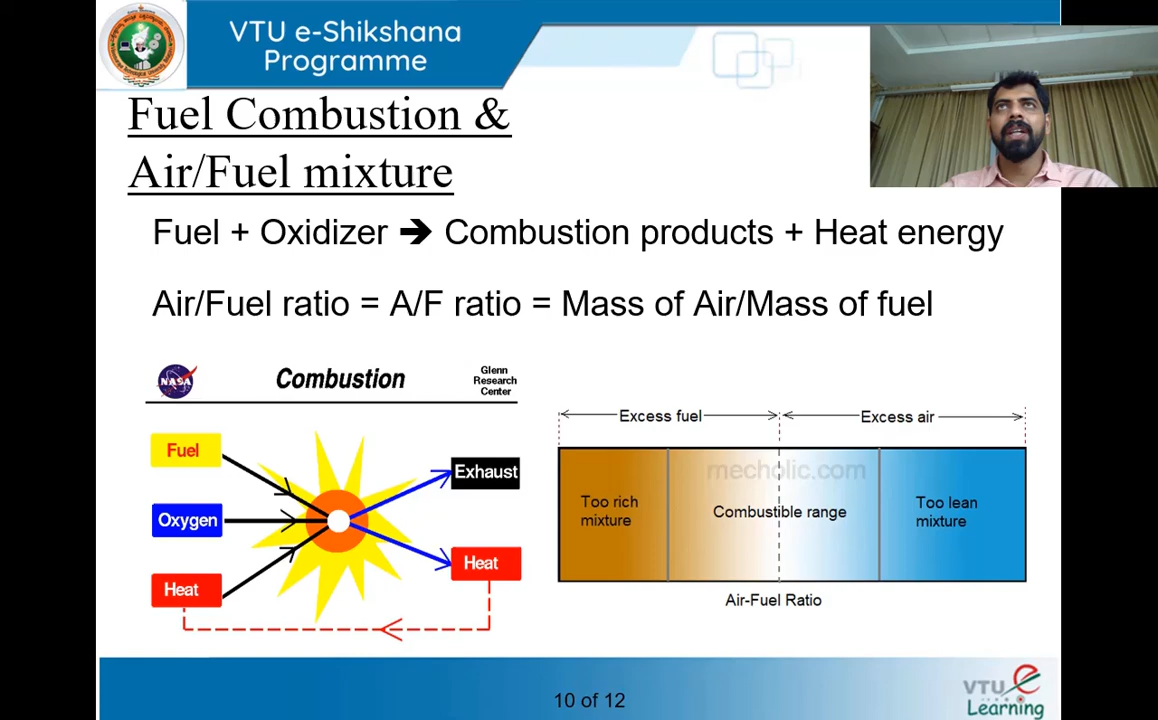 VTU e-Shikshana
Programme
Fuel Combustion &
Air/Fuel mixture
Fuel + Oxidizer ➔ Combustion products + Heat energy
Air/Fuel ratio = A/F ratio = Mass of Air/Mass of fuel
NASA
Combustion
Glenn
Research
Center
Fuel
Oxygen
Heat
Exhaust
Heat
Excess fuel
Excess air
mecholic.com
Too rich
mixture
Combustible range
Too lean
mixture
Air-Fuel Ratio
10 of 12
VTU e
Learning